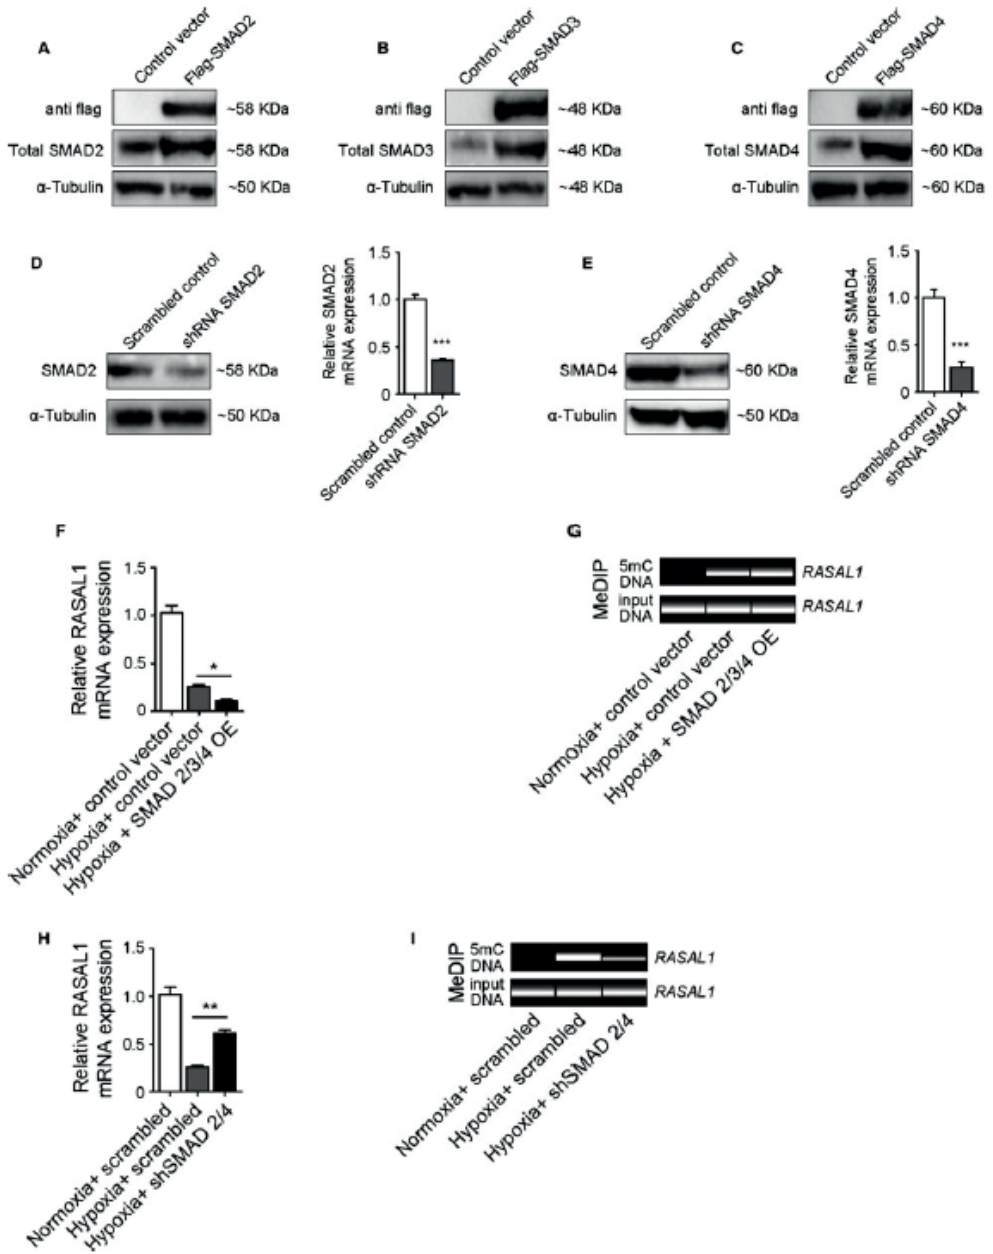 A
Control vector
Flag-SMAD2
anti flag
~58 KDa
Total SMAD2
~58 KDa
α-Tubulin
~50 KDa
B
Control vector
Flag-SMAD3
anti flag
~48 KDa
Total SMAD3
~48 KDa
α-Tubulin
~48 KDa
C
Control vector
Flag-SMAD4
anti flag
~60 KDa
Total SMAD4
~60 KDa
α-Tubulin
~60 KDa
D
Scrambled control
shRNA SMAD2
SMAD2
~58 KDa
α-Tubulin
~50 KDa
Relative SMAD2
mRNA expression
1.5
1.0
0.5
0
***
Scrambled control
shRNA SMAD2
E
Scrambled control
shRNA SMAD4
SMAD4
~60 KDa
α-Tubulin
~50 KDa
Relative SMAD4
mRNA expression
1.5
1.0
0.5
0
***
Scrambled control
shRNA SMAD4
F
Relative RASAL1
mRNA expression
1.5
1.0
0.5
0
*
Normoxia+ control vector
Hypoxia+ control vector
Hypoxia + SMAD 2/3/4 OE
G
MeDIP
5mC
DNA
RASAL1
input
DNA
RASAL1
Normoxia+ control vector
Hypoxia+ control vector
Hypoxia + SMAD 2/3/4 OE
H
Relative RASAL1
mRNA expression
1.5
1.0
0.5
0
**
Normoxia+ scrambled
Hypoxia+ scrambled
Hypoxia+ shSMAD 2/4
I
MeDIP
5mC
DNA
RASAL1
input
DNA
RASAL1
Normoxia+ scrambled
Hypoxia+ scrambled
Hypoxia+ shSMAD 2/4